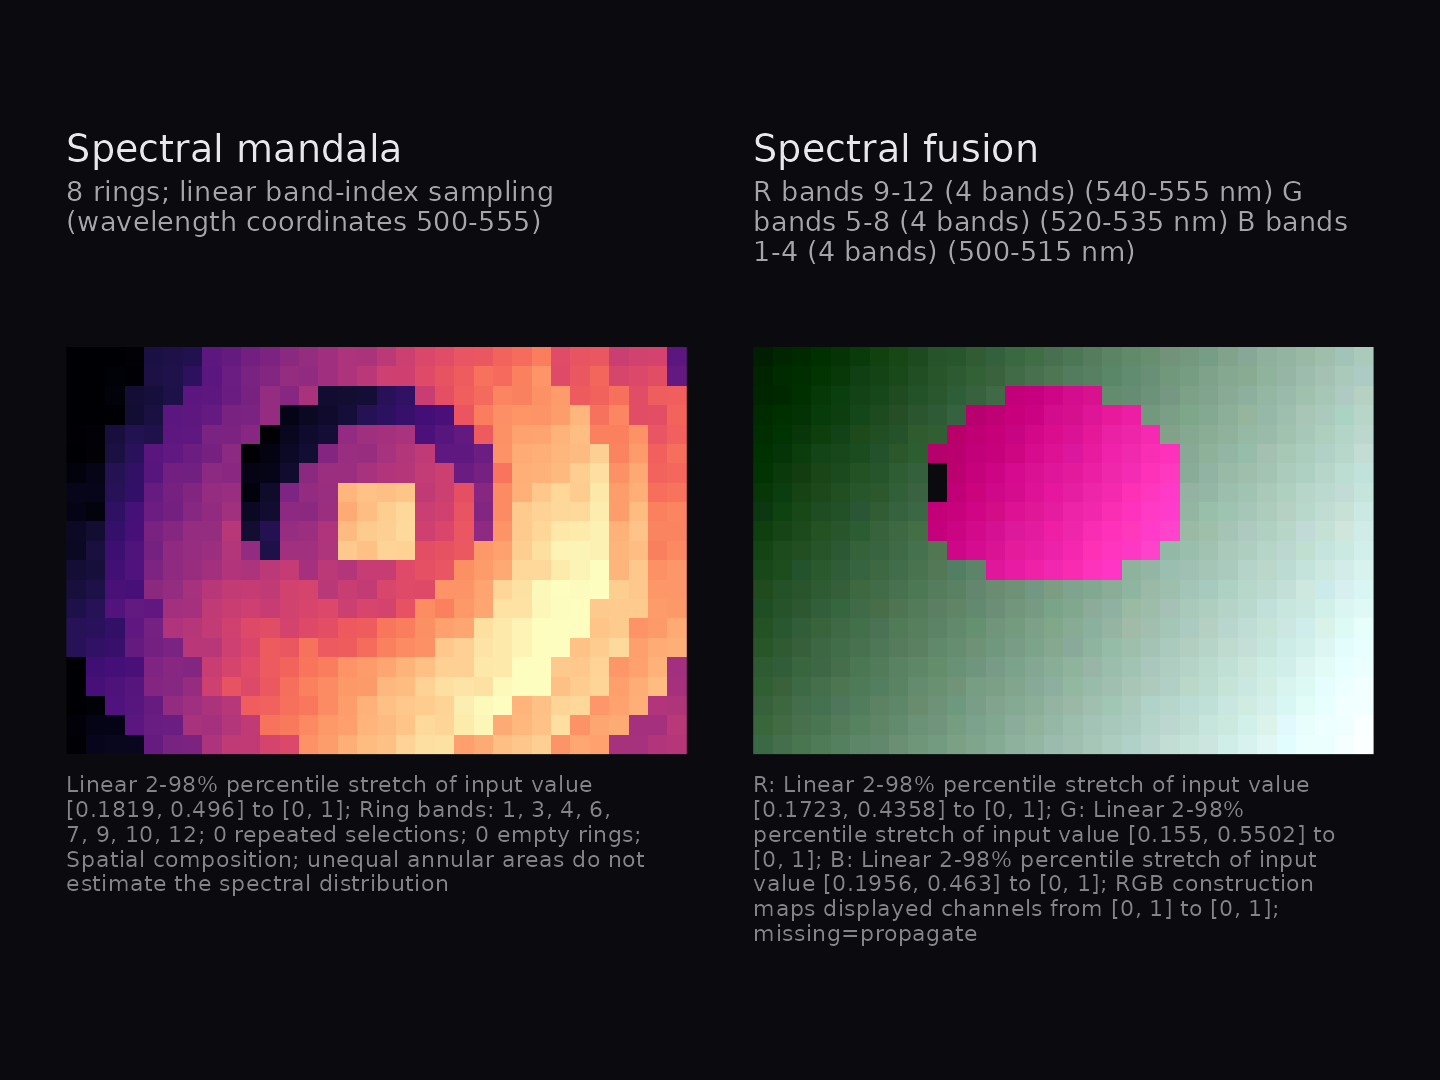 Spectral mandala
8 rings; linear band-index sampling
(wavelength coordinates 500-555)
Linear 2-98% percentile stretch of input value
[0.1819, 0.496] to [0, 1]; Ring bands: 1, 3, 4, 6,
7, 9, 10, 12; 0 repeated selections; 0 empty rings;
Spatial composition; unequal annular areas do not
estimate the spectral distribution
Spectral fusion
R bands 9-12 (4 bands) (540-555 nm) G
bands 5-8 (4 bands) (520-535 nm) B bands
1-4 (4 bands) (500-515 nm)
R: Linear 2-98% percentile stretch of input value
[0.1723, 0.4358] to [0, 1]; G: Linear 2-98%
percentile stretch of input value [0.155, 0.5502] to
[0, 1]; B: Linear 2-98% percentile stretch of input
value [0.1956, 0.463] to [0, 1]; RGB construction
maps displayed channels from [0, 1] to [0, 1];
missing=propagate